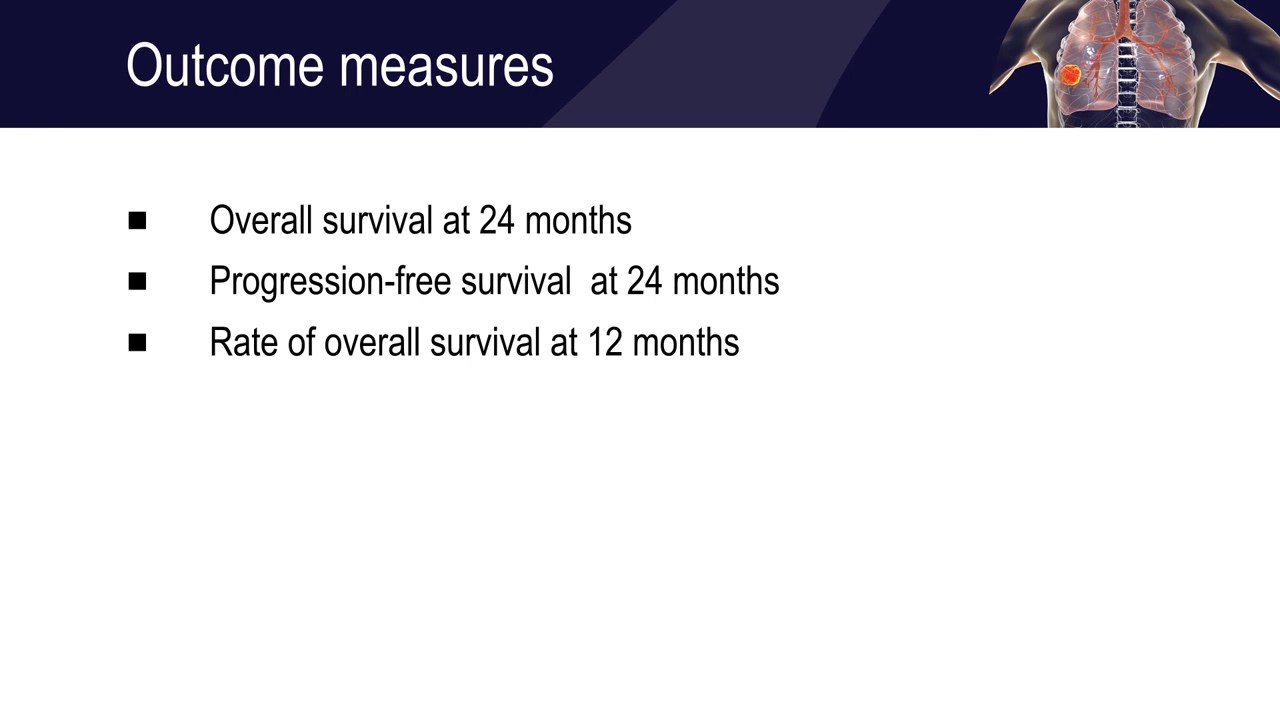 Outcome measures
■ Overall survival at 24 months
■ Progression-free survival  at 24 months
■ Rate of overall survival at 12 months